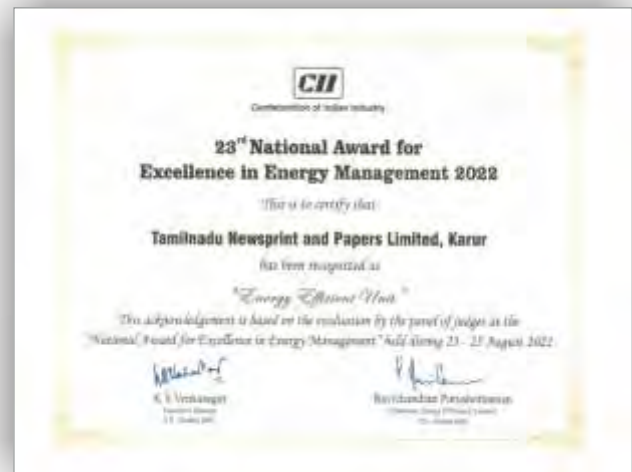 CII
Confederation of Indian Industry
23rd National Award for
Excellence in Energy Management 2022
This is to certify that
Tamilnadu Newsprint and Papers Limited, Karur
has been recognized as
"Energy Efficient Unit"
This acknowledgement is based on the evaluation by the panel of judges at the
"National Award for Excellence in Energy Management" held during 23 - 25 August 2022
K S Venkatagiri
Ravichandran Purushothaman